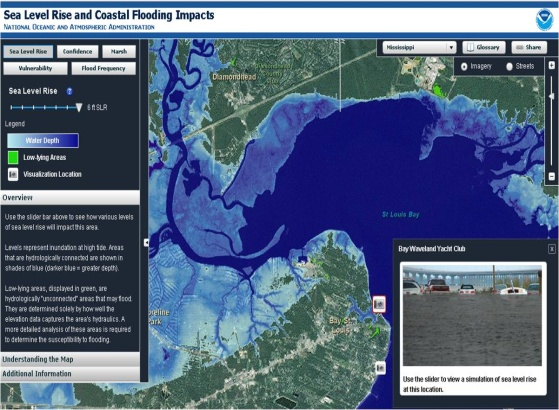 Sea Level Rise and Coastal Flooding Impacts
NATIONAL OCEANIC AND ATMOSPHERIC ADMINISTRATION
Sea Level Rise
Confidence
Marsh
Vulnerability
Flood Frequency
Sea Level Rise
6 ft SLR
Legend
Water Depth
Low-lying Areas
Visualization Location
Overview
Use the slider bar above to see how various levels
of sea level rise will impact this area.
Levels represent inundation at high tide. Areas
that are hydrologically connected are shown in
shades of blue (darker blue = greater depth).
Low-lying areas, displayed in green, are
hydrologically "unconnected" areas that may flood.
They are determined solely by how well the
elevation data captures the area's hydraulics. A
more detailed analysis of these areas is required
to determine the susceptibility to flooding.
Understanding the Map
Additional Information
Mississippi
Glossary
Share
Imagery
Streets
Diamondhead
St Louis Bay
oreline
Park
Bay St.
Louis
Bay Waveland Yacht Club
x
Use the slider to view a simulation of sea level rise
at this location.